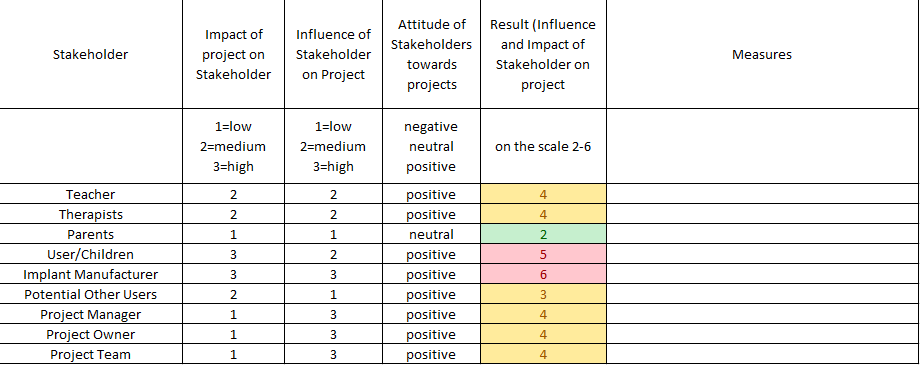 Stakeholder
Impact of
project on
Stakeholder
Influence of
Stakeholder
on Project
Attitude of
Stakeholders
towards
projects
Result (Influence
and Impact of
Stakeholder on
project
Measures
1=low
2=medium
3=high
1=low
2=medium
3=high
negative
neutral
positive
on the scale 2-6
Teacher 2 2 positive 4
Therapists 2 2 positive 4
Parents 1 1 neutral 2
User/Children 3 2 positive 5
Implant Manufacturer 3 3 positive 6
Potential Other Users 2 1 positive 3
Project Manager 1 3 positive 4
Project Owner 1 3 positive 4
Project Team 1 3 positive 4